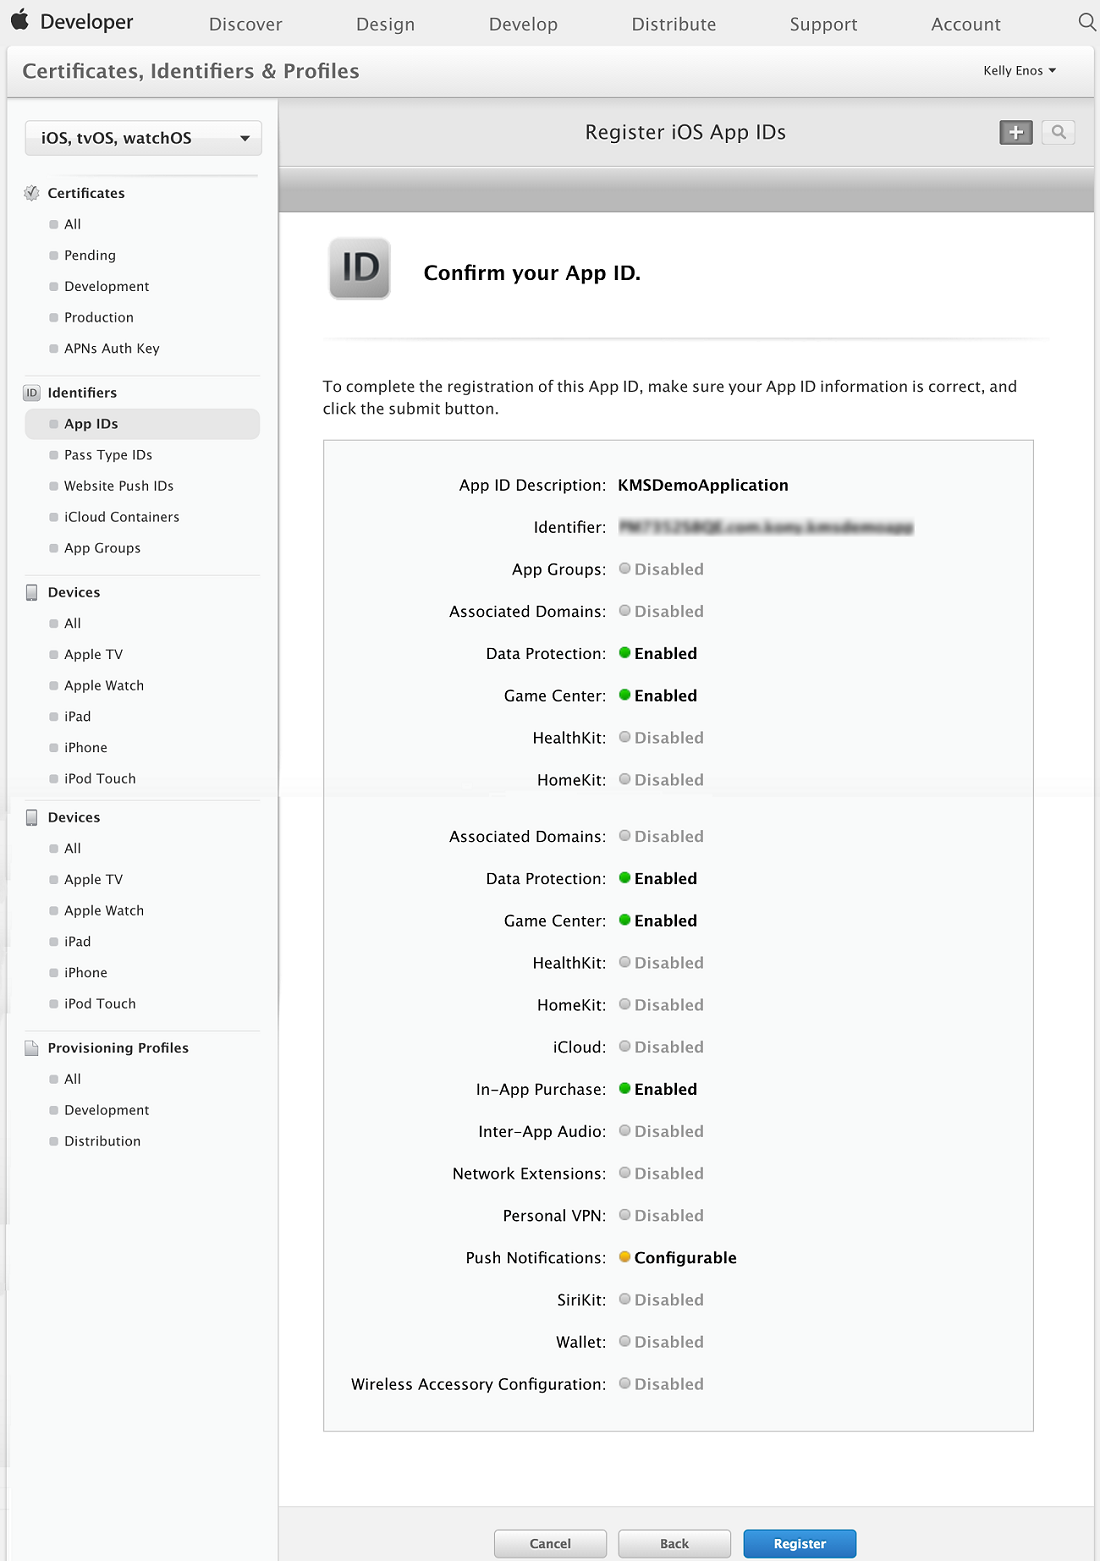 Developer
Discover
Design
Develop
Distribute
Support
Account
Certificates, Identifiers & Profiles
Kelly Enos
iOS, tvOS, watchOS
Certificates
All
Pending
Development
Production
APNs Auth Key
ID Identifiers
App IDs
Pass Type IDs
Website Push IDs
iCloud Containers
App Groups
Devices
All
Apple TV
Apple Watch
iPad
iPhone
iPod Touch
Devices
All
Apple TV
Apple Watch
iPad
iPhone
iPod Touch
Provisioning Profiles
All
Development
Distribution
Register iOS App IDs
ID
Confirm your App ID.
To complete the registration of this App ID, make sure your App ID information is correct, and
click the submit button.
App ID Description: KMSDemoApplication
Identifier:
App Groups: Disabled
Associated Domains: Disabled
Data Protection: Enabled
Game Center: Enabled
HealthKit: Disabled
HomeKit: Disabled
Associated Domains: Disabled
Data Protection: Enabled
Game Center: Enabled
HealthKit: Disabled
HomeKit: Disabled
iCloud: Disabled
In-App Purchase: Enabled
Inter-App Audio: Disabled
Network Extensions: Disabled
Personal VPN: Disabled
Push Notifications: Configurable
SiriKit: Disabled
Wallet: Disabled
Wireless Accessory Configuration: Disabled
Cancel
Back
Register